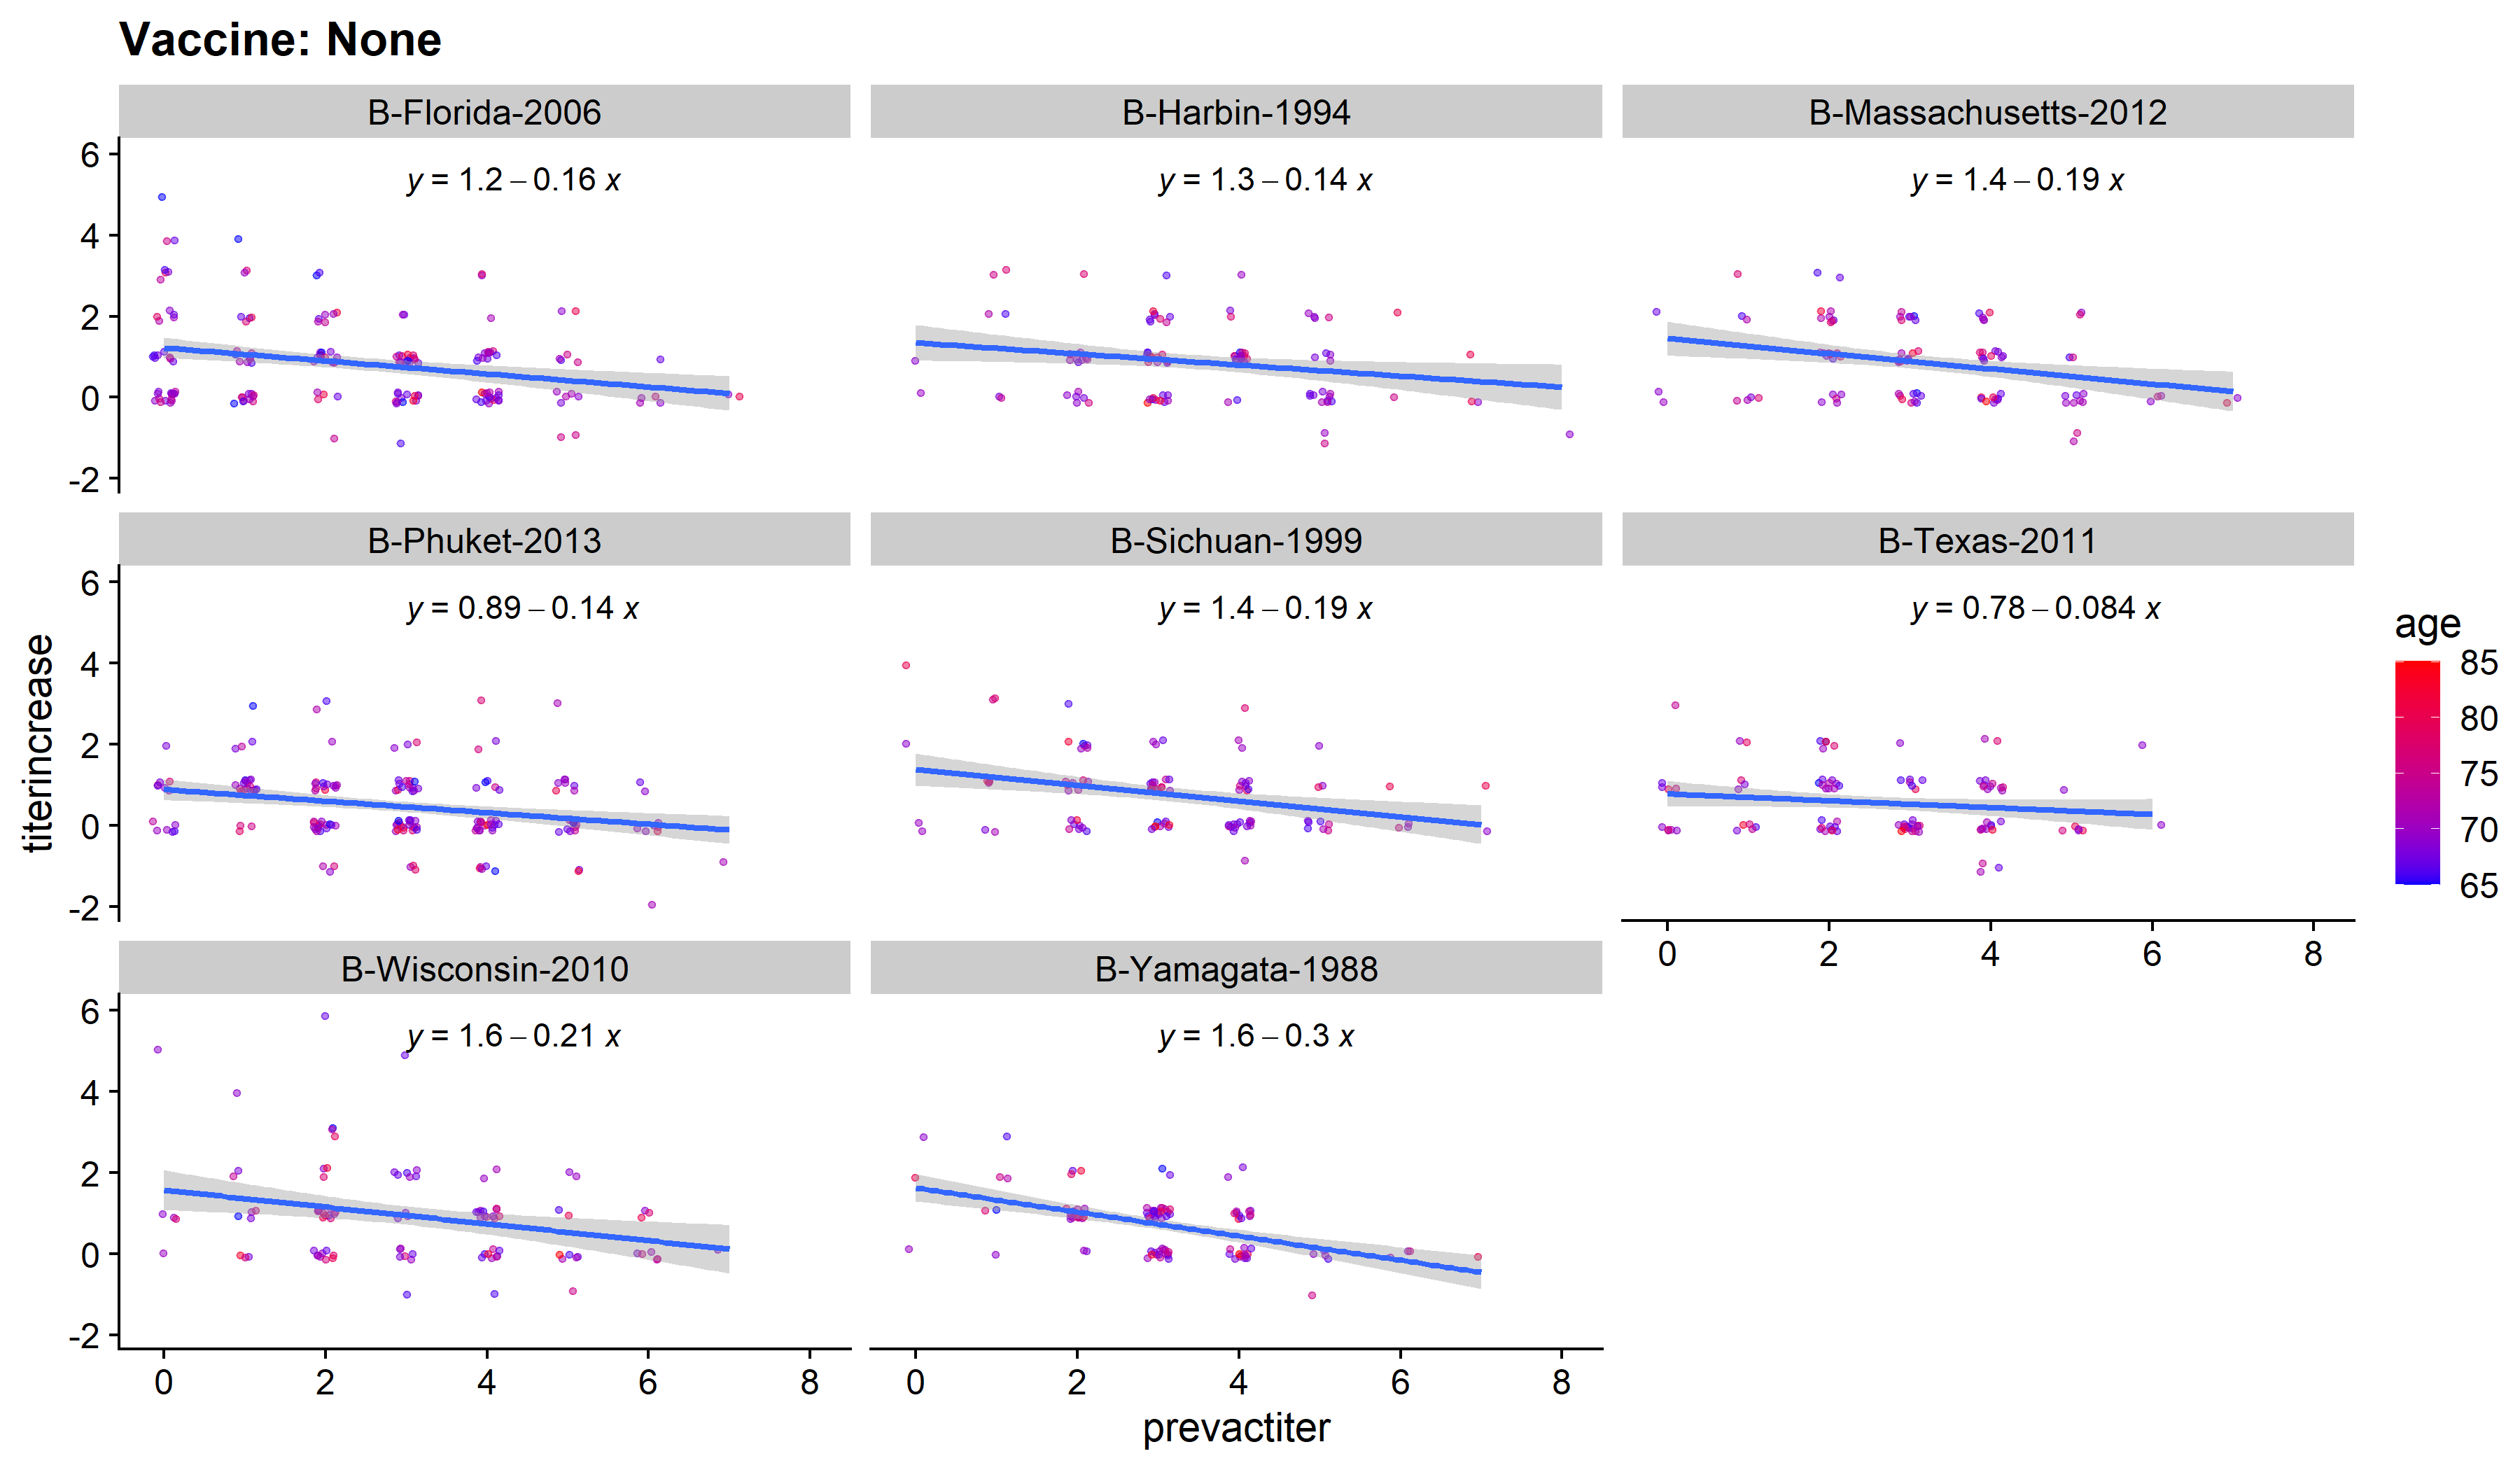 Vaccine: None
B-Florida-2006
B-Harbin-1994
B-Massachusetts-2012
y = 1.2 – 0.16 x
y = 1.3 – 0.14 x
y = 1.4 – 0.19 x
6
4
2
0
-2
B-Phuket-2013
B-Sichuan-1999
B-Texas-2011
y = 0.89 – 0.14 x
y = 1.4 – 0.19 x
y = 0.78 – 0.084 x
6
4
2
0
-2
0 2 4 6 8
titerincrease
age
85
80
75
70
65
B-Wisconsin-2010
B-Yamagata-1988
y = 1.6 – 0.21 x
y = 1.6 – 0.3 x
6
4
2
0
-2
0 2 4 6 8
0 2 4 6 8
prevactiter